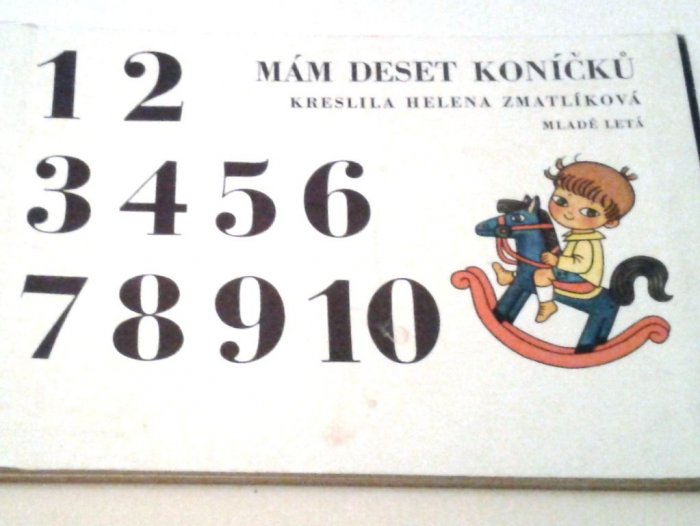 1 2
MÁM DESET KONÍČKŮ
KRESLILA HELENA ZMATLÍKOVÁ
MLADÉ LETÁ
3 4 5 6
7 8 9 10